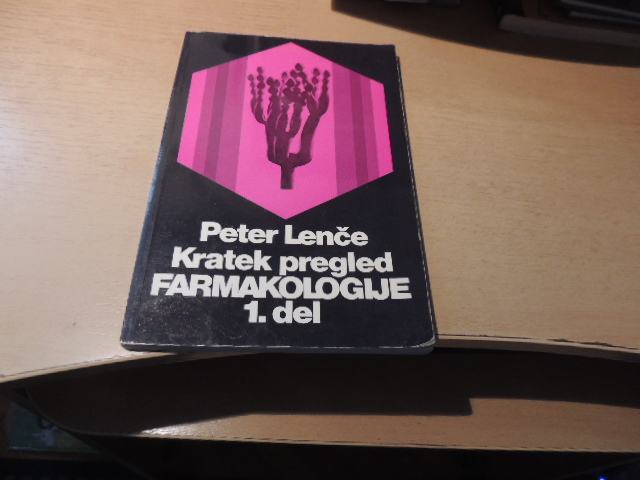 Peter Lenče
Kratek pregled
FARMAKOLOGIJE
1. del